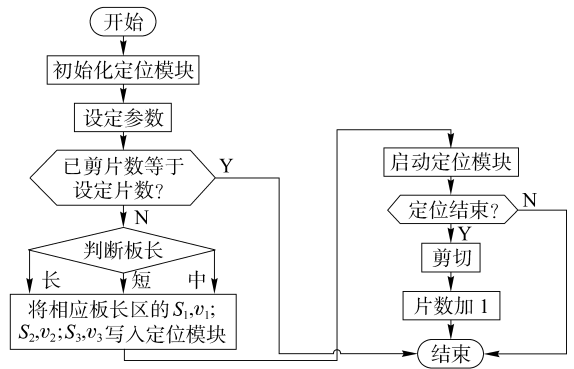 开始
初始化定位模块
设定参数
已剪片数等于
设定片数?
Y
N
判断板长
长
短
中
将相应板长区的S₁,v₁;
S₂,v₂;S₃,v₃写入定位模块
启动定位模块
定位结束?
N
Y
剪切
片数加 1
结束